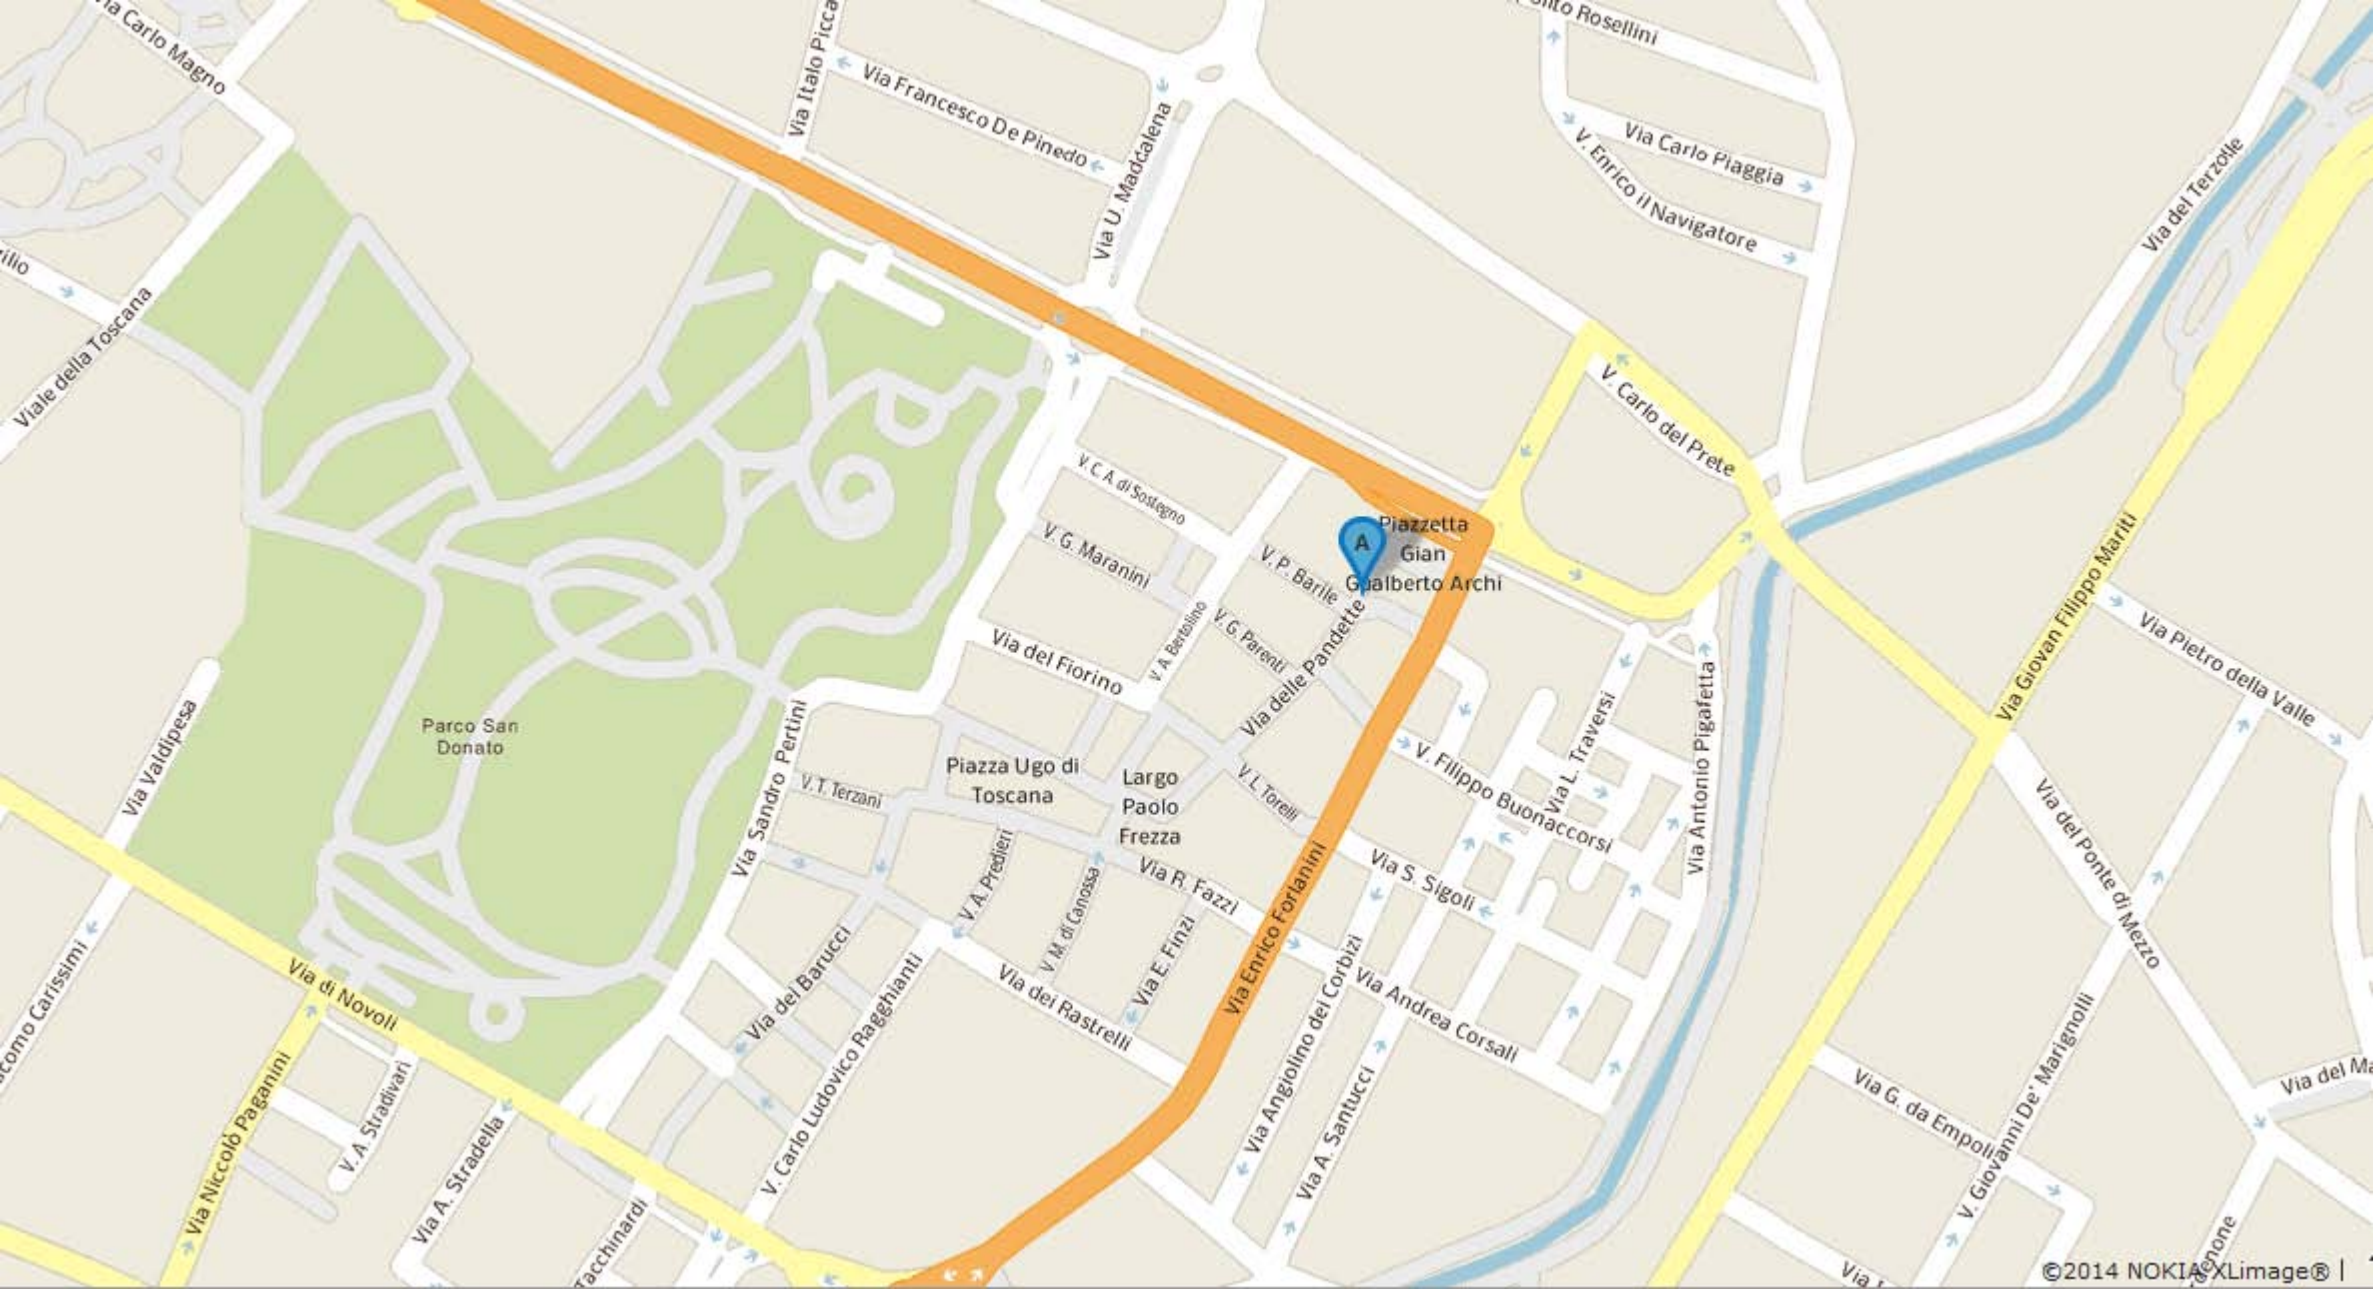 ia Carlo Magno
Via Italo Picca
Via Francesco De Pinedo
Via U. Maddalena
ito Rosellini
Via Carlo Piaggia
V. Enrico il Navigatore
Via del Terzolle
ilio
Viale della Toscana
V. Carlo del Prete
V. C. A. di Sostegno
V. G. Maranini
V. P. Barile
A
Piazzetta
Gian
Gualberto Archi
V. A. Bertolino
V. G. Parenti
Via delle Pandette
Via del Fiorino
Via Giovan Filippo Mariti
Via Pietro della Valle
Via Valdipesa
Parco San
Donato
Via Sandro Pertini
V. T. Terzani
Piazza Ugo di
Toscana
Largo
Paolo
Frezza
V. L. Torelli
V. Filippo Buonaccorsi
Via L. Traversi
Via Antonio Pigafetta
V. A. Predieri
V. M. di Canossa
Via R. Fazzi
Via E. Finzi
Via Enrico Forlanini
Via S. Sigoli
Via del Ponte di Mezzo
Via di Novoli
Via del Barucci
V. Carlo Ludovico Ragghianti
Via dei Rastrelli
Via Angiolino dei Corbizi
Via Andrea Corsali
Via A. Santucci
acomo Carissimi
Via Niccolò Paganini
V. A. Stradivari
Via A. Stradella
Tacchinardi
Via G. da Empoli
V. Giovanni De' Marignolli
Via del Ma
denone
Via
©2014 NOKIA XLimage® |